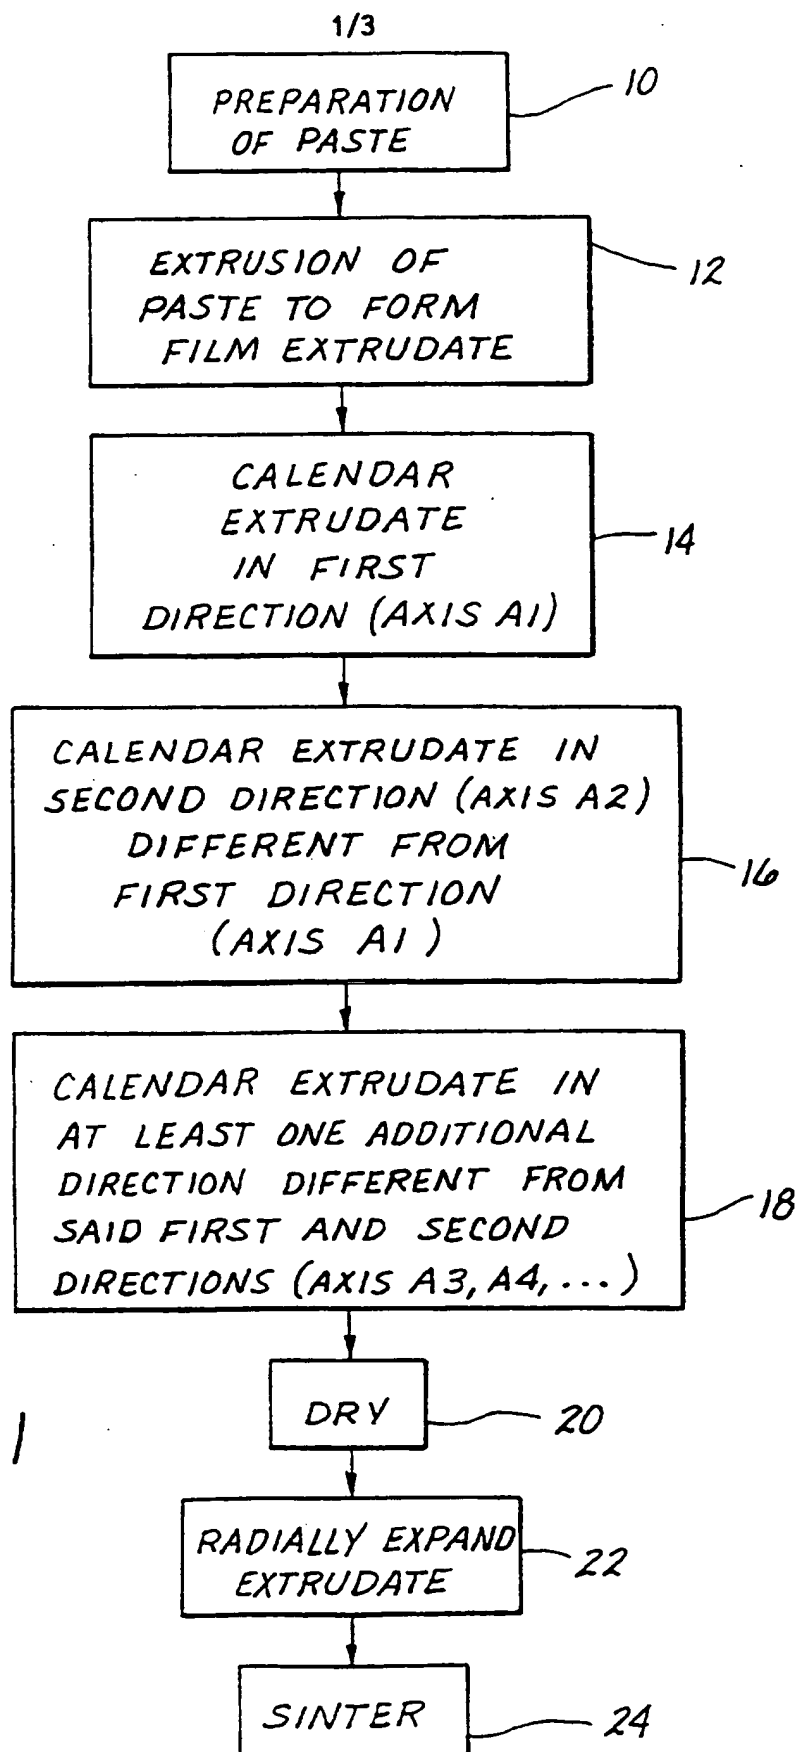 1/3
PREPARATION
OF PASTE
10
EXTRUSION OF
PASTE TO FORM
FILM EXTRUDATE
12
CALENDAR
EXTRUDATE
IN FIRST
DIRECTION (AXIS A1)
14
CALENDAR EXTRUDATE IN
SECOND DIRECTION (AXIS A2)
DIFFERENT FROM
FIRST DIRECTION
(AXIS A1)
16
CALENDAR EXTRUDATE IN
AT LEAST ONE ADDITIONAL
DIRECTION DIFFERENT FROM
SAID FIRST AND SECOND
DIRECTIONS (AXIS A3, A4, ...)
18
DRY
20
1
RADIALLY EXPAND
EXTRUDATE
22
SINTER
24